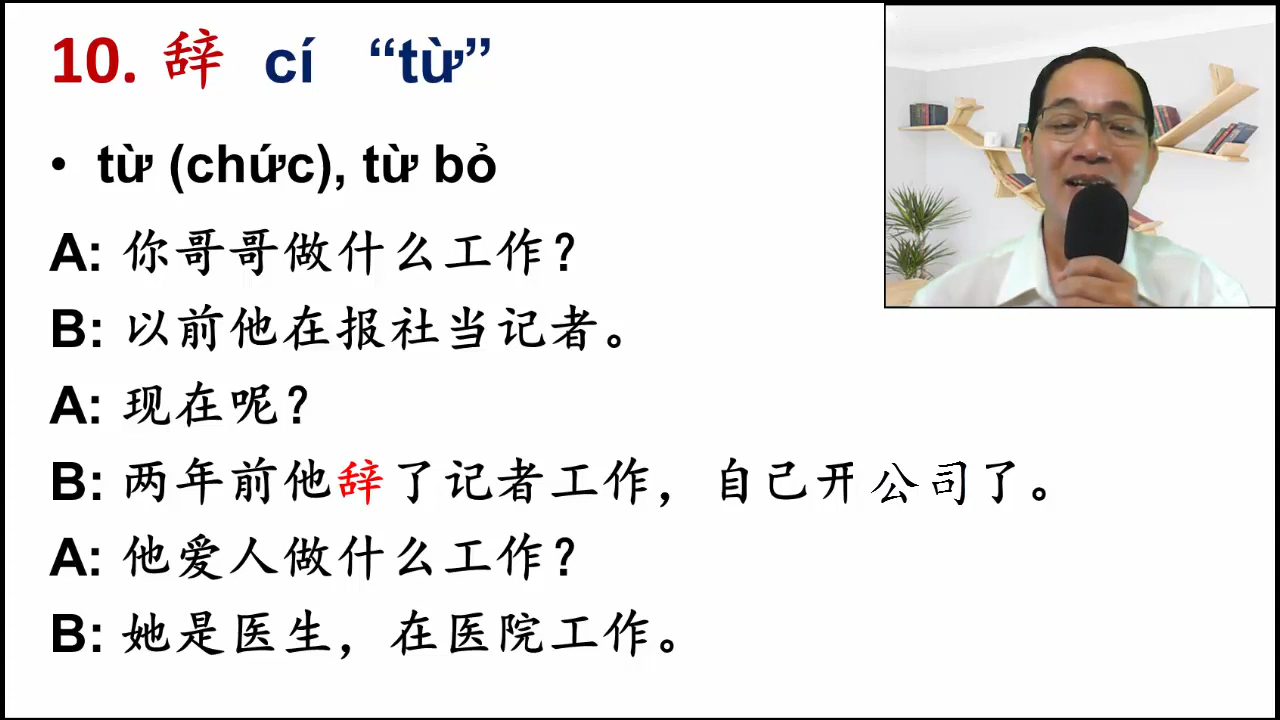 10. 辞 cí “từ”
• từ (chức), từ bỏ
A: 你哥哥做什么工作？
B: 以前他在报社当记者。
A: 现在呢？
B: 两年前他辞了记者工作，自己开公司了。
A: 他爱人做什么工作？
B: 她是医生，在医院工作。